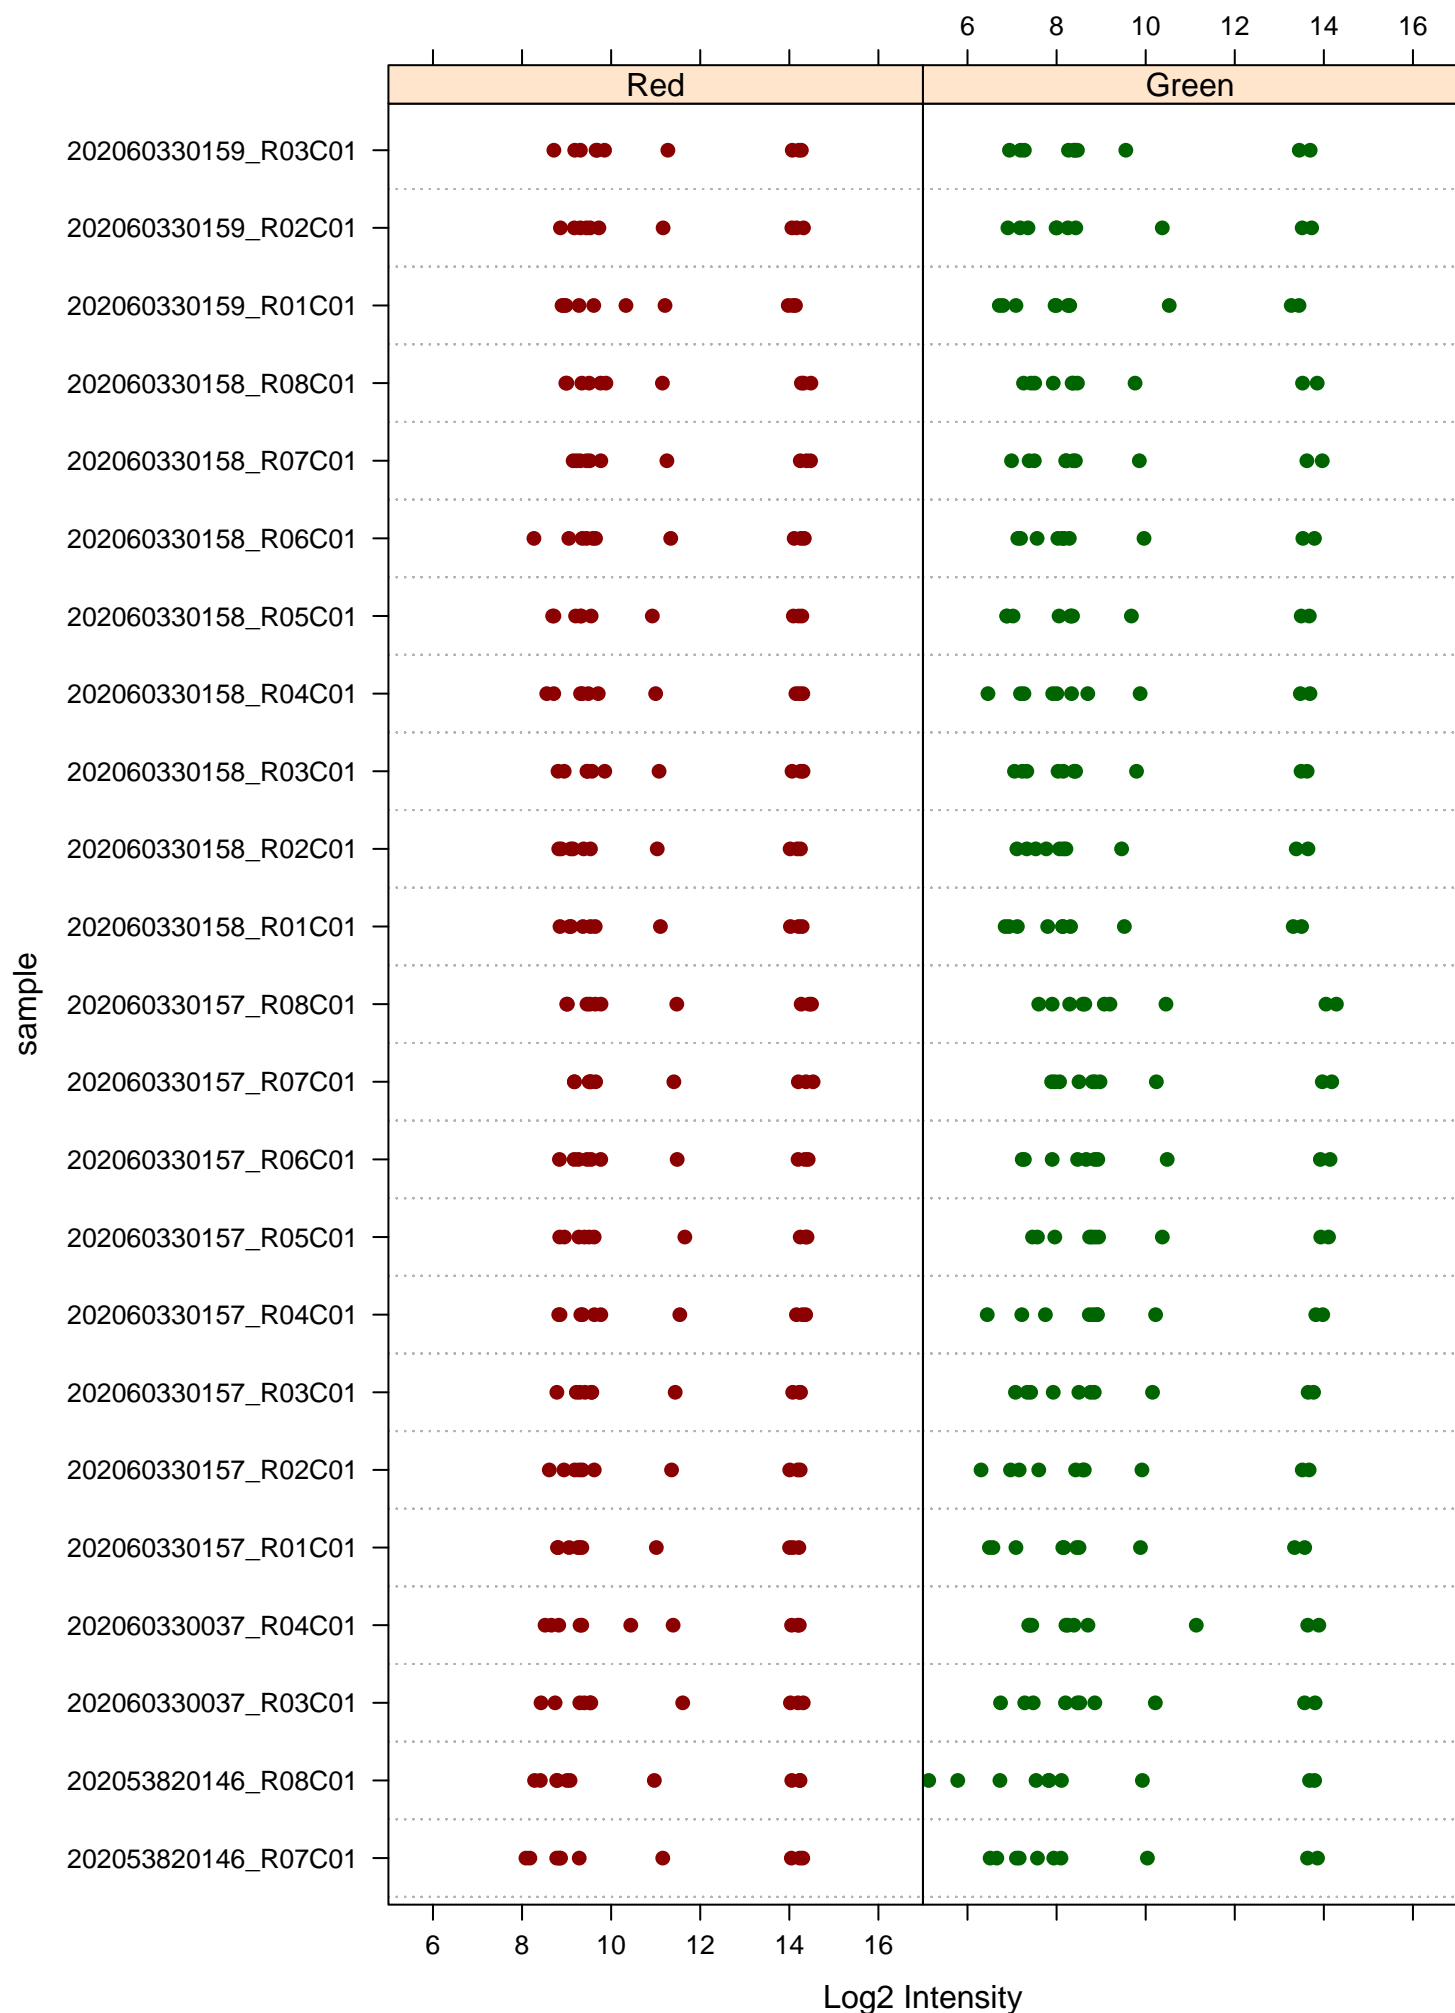 6 8 10 12 14 16
Red Green
202060330159_R03C01
202060330159_R02C01
202060330159_R01C01
202060330158_R08C01
202060330158_R07C01
202060330158_R06C01
202060330158_R05C01
202060330158_R04C01
202060330158_R03C01
202060330158_R02C01
202060330158_R01C01
sample
202060330157_R08C01
202060330157_R07C01
202060330157_R06C01
202060330157_R05C01
202060330157_R04C01
202060330157_R03C01
202060330157_R02C01
202060330157_R01C01
202060330037_R04C01
202060330037_R03C01
202053820146_R08C01
202053820146_R07C01
6 8 10 12 14 16
Log2 Intensity